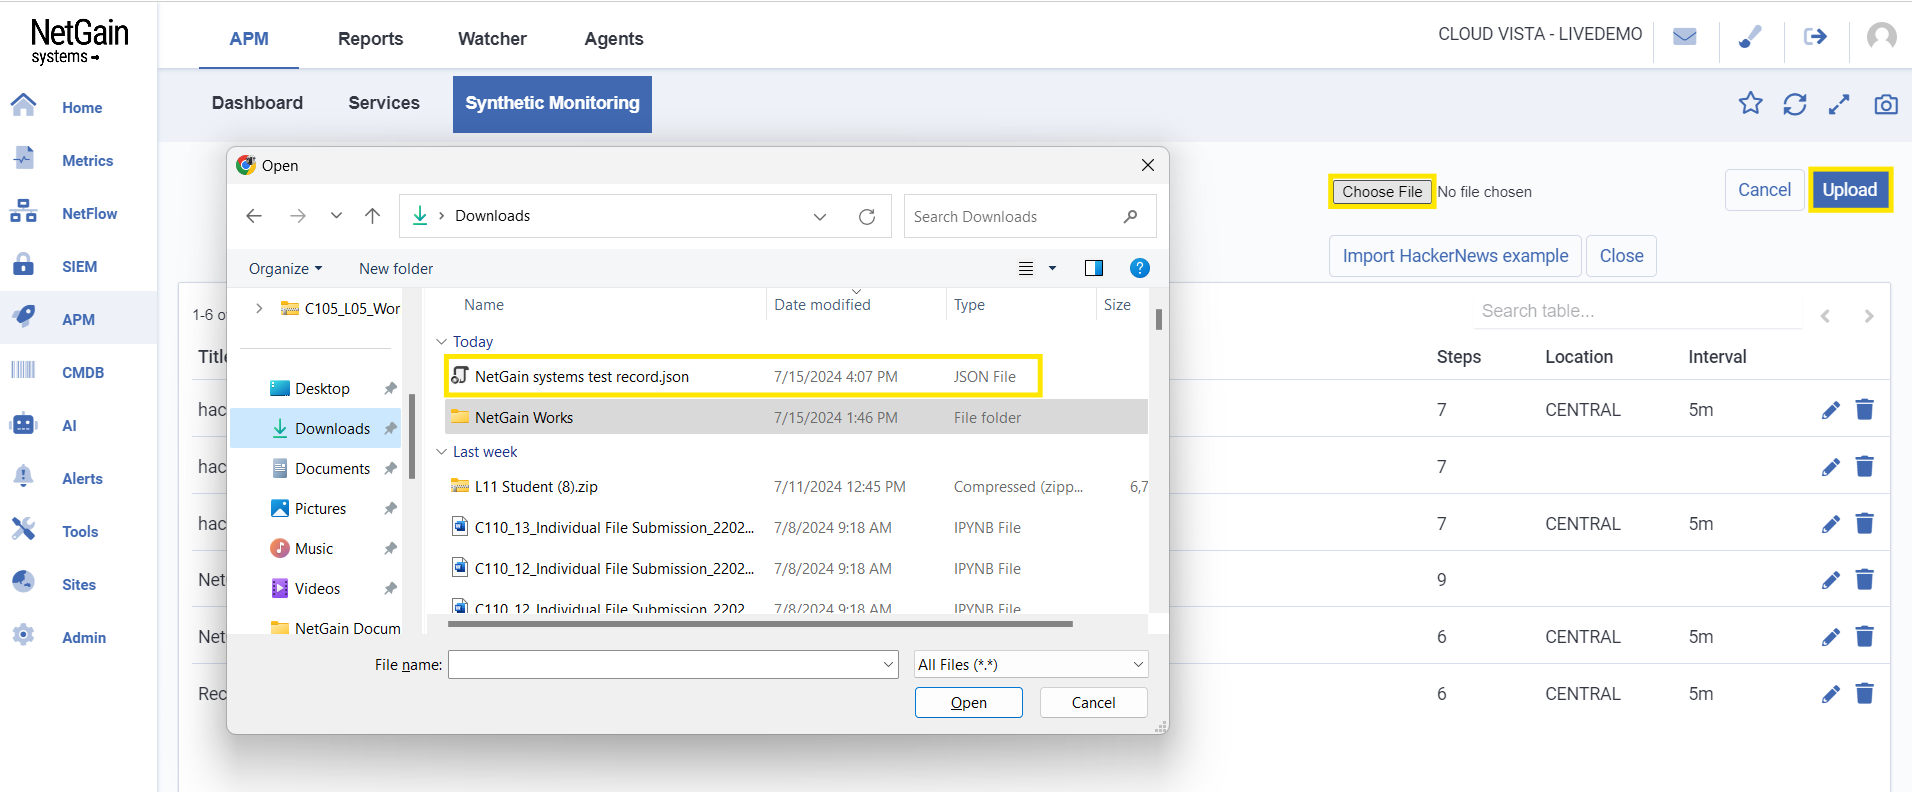 NetGain
systems
APM Reports Watcher Agents
CLOUD VISTA - LIVEDEMO
Dashboard Services Synthetic Monitoring
Home
Metrics
NetFlow
SIEM
APM
CMDB
AI
Alerts
Tools
Sites
Admin
Choose File No file chosen
Cancel Upload
Import HackerNews example Close
1-6 o
Search table...
Title Steps Location Interval
hac 7 CENTRAL 5m
hac 7
hac 7 CENTRAL 5m
Net 9
Net 6 CENTRAL 5m
Rec 6 CENTRAL 5m
Open
Downloads
Search Downloads
Organize New folder
C105_L05_Wor
Desktop
Downloads
Documents
Pictures
Music
Videos
NetGain Docum
Name Date modified Type Size
Today
NetGain systems test record.json 7/15/2024 4:07 PM JSON File
NetGain Works 7/15/2024 1:46 PM File folder
Last week
L11 Student (8).zip 7/11/2024 12:45 PM Compressed (zipp... 6,7
C110_13_Individual File Submission_2202... 7/8/2024 9:18 AM IPYNB File
C110_12_Individual File Submission_2202... 7/8/2024 9:18 AM IPYNB File
C110_12_Individual File Submission_2202 7/8/2024 9:18 AM IPYNB File
File name:
All Files (*.*)
Open Cancel